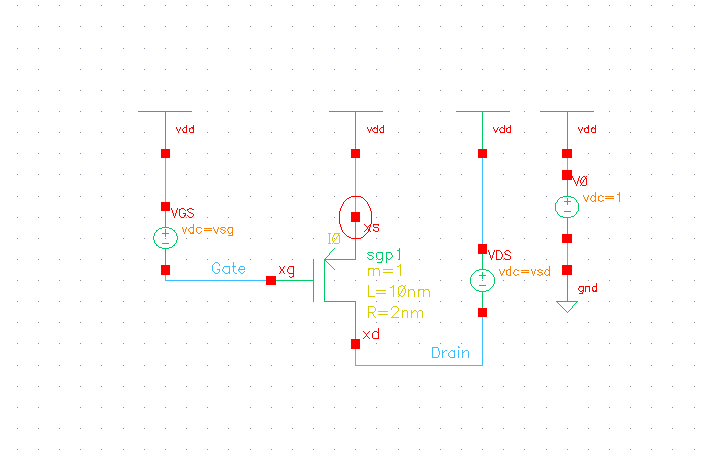 vdd
vdd
vdd
vdd
VGS
vdc=vsg
V0
vdc=1
xs
I0
sgp1
m=1
L=10nm
R=2nm
Gate
xg
VDS
vdc=vsd
gnd
xd
Drain